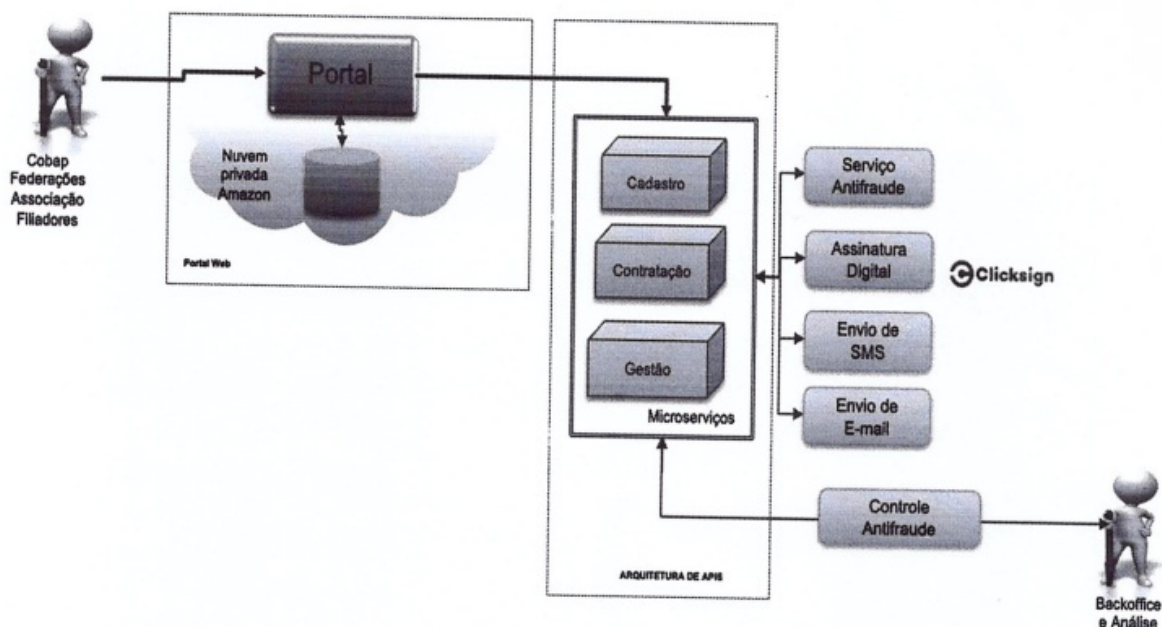 Portal
Cobap
Federações
Associação
Filiadores
Nuvem
privada
Amazon
Portal Web
Cadastro
Contratação
Gestão
Microserviços
Serviço
Antifraude
Assinatura
Digital
Clicksign
Envio de
SMS
Envio de
E-mail
Controle
Antifraude
ARQUITETURA DE APIS
Backoffice
e Análise